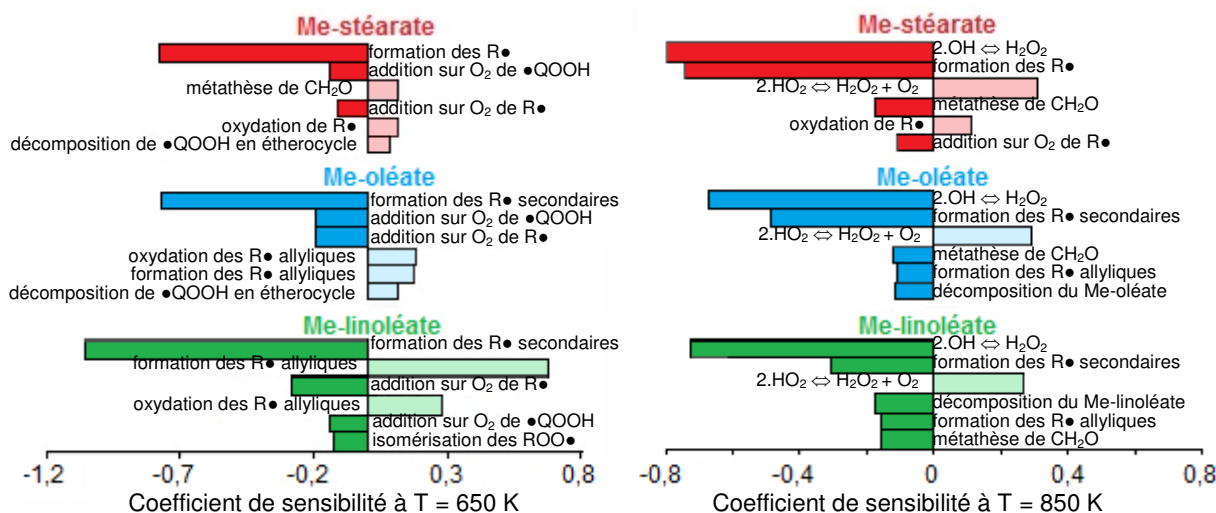 Me-stéarate
formation des R●
addition sur O₂ de ●QOOH
métathèse de CH₂O
addition sur O₂ de R●
oxydation de R●
décomposition de ●QOOH en étherocycle
Me-oléate
formation des R● secondaires
addition sur O₂ de ●QOOH
addition sur O₂ de R●
oxydation des R● allyliques
formation des R● allyliques
décomposition de ●QOOH en étherocycle
Me-linoléate
formation des R● secondaires
formation des R● allyliques
addition sur O₂ de R●
oxydation des R● allyliques
addition sur O₂ de ●QOOH
isomérisation des ROO●
-1,2 -0,7 -0,2 0,3 0,8
Coefficient de sensibilité à T = 650 K
Me-stéarate
2.OH ⇔ H₂O₂
formation des R●
2.HO₂ ⇔ H₂O₂ + O₂
métathèse de CH₂O
oxydation de R●
addition sur O₂ de R●
Me-oléate
2.OH ⇔ H₂O₂
formation des R● secondaires
2.HO₂ ⇔ H₂O₂ + O₂
métathèse de CH₂O
formation des R● allyliques
décomposition du Me-oléate
Me-linoléate
2.OH ⇔ H₂O₂
formation des R● secondaires
2.HO₂ ⇔ H₂O₂ + O₂
décomposition du Me-linoléate
formation des R● allyliques
métathèse de CH₂O
-0,8 -0,4 0 0,4 0,8
Coefficient de sensibilité à T = 850 K